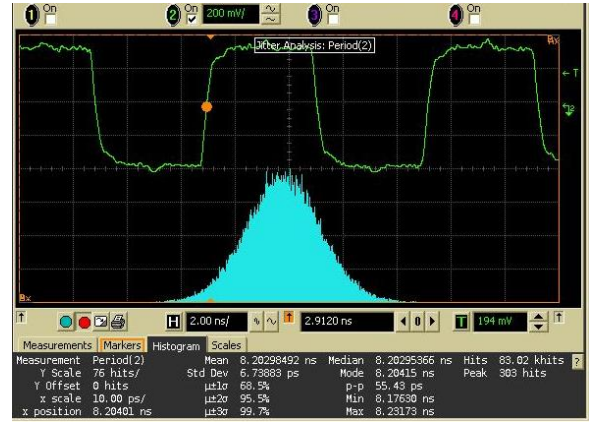 1 On 2 On 200 mV/ 3 On 4 On
Jitter Analysis: Period(2)
Bx
T
2
Bx
H 2.00 ns/ 2.9120 ns 0 T 194 mV
Measurements Markers Histogram Scales
Measurement Period(2) Mean 8.20298492 ns Median 8.20295366 ns Hits 83.02 khits ?
Y Scale 76 hits/ Std Dev 6.73883 ps Mode 8.20415 ns Peak 303 hits
Y Offset 0 hits µ±1σ 68.5% p-p 55.43 ps
x scale 10.00 ps/ µ±2σ 95.5% Min 8.17630 ns
x position 8.20401 ns µ±3σ 99.7% Max 8.23173 ns